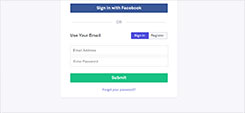 Sign in with Facebook
OR
Use Your Email
Sign In
Register
Email Address
Enter Password
Submit
Forgot your password?